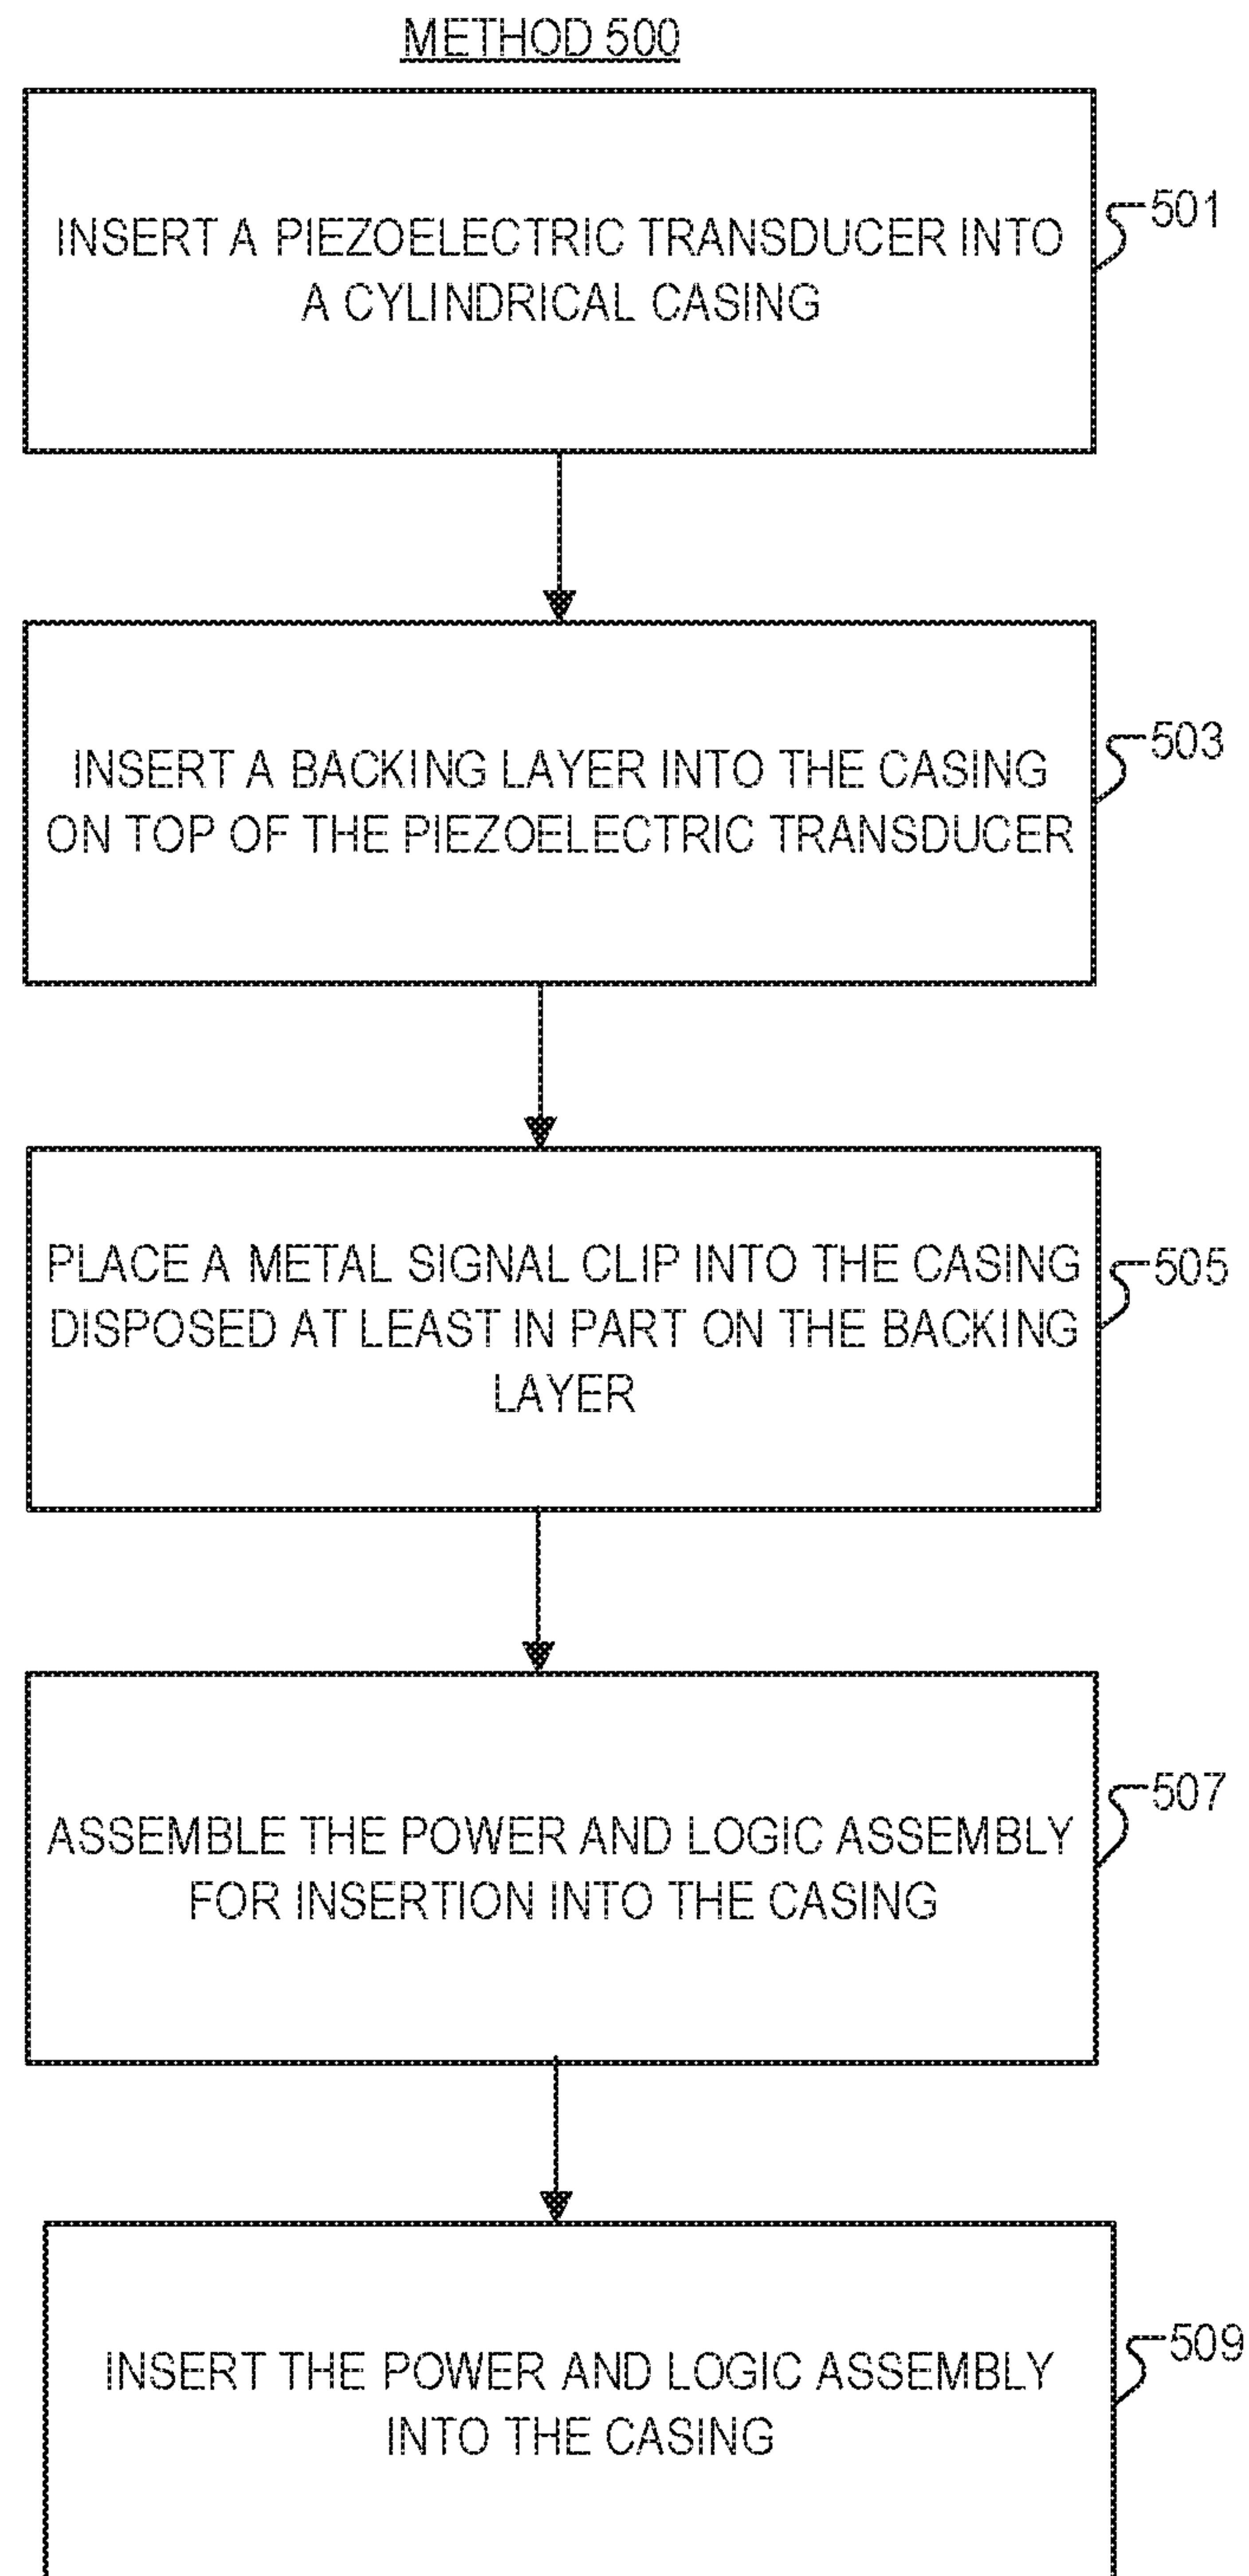 METHOD 500
INSERT A PIEZOELECTRIC TRANSDUCER INTO
A CYLINDRICAL CASING
501
INSERT A BACKING LAYER INTO THE CASING
ON TOP OF THE PIEZOELECTRIC TRANSDUCER
503
PLACE A METAL SIGNAL CLIP INTO THE CASING
DISPOSED AT LEAST IN PART ON THE BACKING
LAYER
505
ASSEMBLE THE POWER AND LOGIC ASSEMBLY
FOR INSERTION INTO THE CASING
507
INSERT THE POWER AND LOGIC ASSEMBLY
INTO THE CASING
509